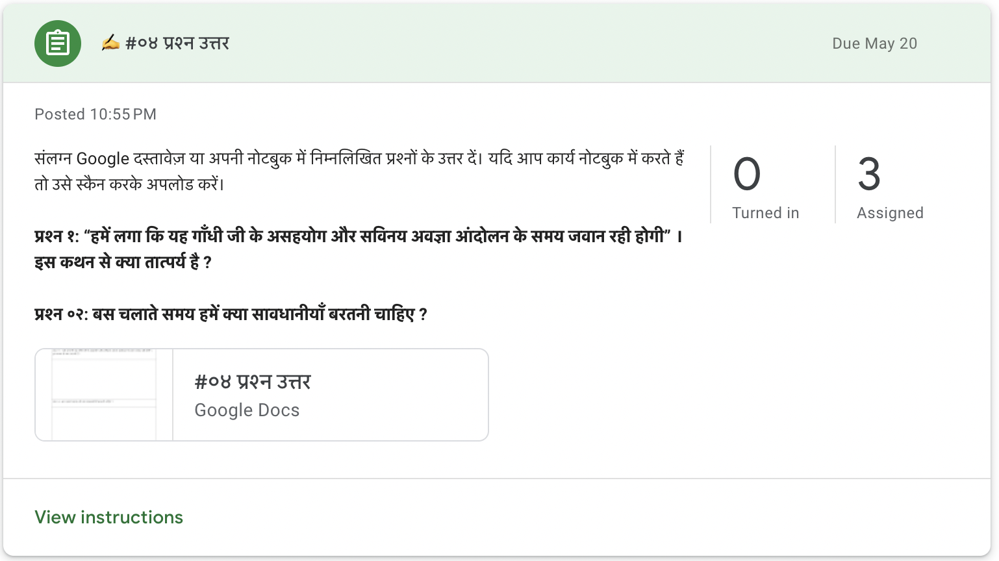 ✍️ #०४ प्रश्न उत्तर
Due May 20
Posted 10:55 PM
संलग्न Google दस्तावेज़ या अपनी नोटबुक में निम्नलिखित प्रश्नों के उत्तर दें। यदि आप कार्य नोटबुक में करते हैं
तो उसे स्कैन करके अपलोड करें।
0
Turned in
3
Assigned
प्रश्न १: “हमें लगा कि यह गाँधी जी के असहयोग और सविनय अवज्ञा आंदोलन के समय जवान रही होगी” ।
इस कथन से क्या तात्पर्य है ?
प्रश्न ०२: बस चलाते समय हमें क्या सावधानीयाँ बरतनी चाहिए ?
#०४ प्रश्न उत्तर
Google Docs
View instructions